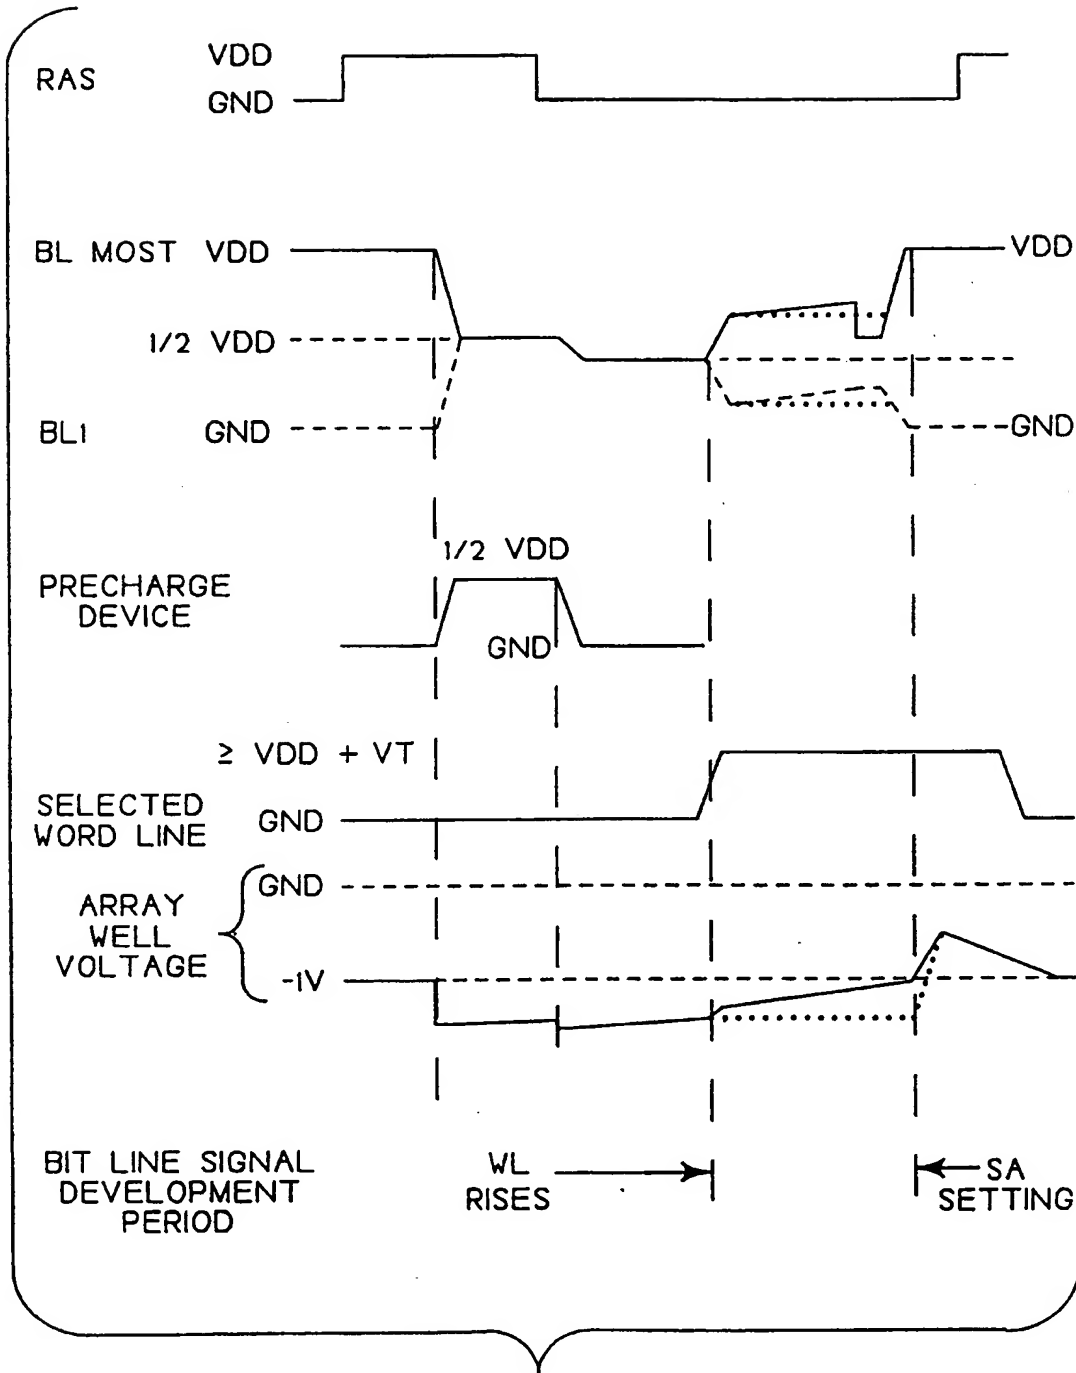 RAS
VDD
GND
BL MOST VDD
VDD
1/2 VDD
BL1
GND
GND
1/2 VDD
PRECHARGE
DEVICE
GND
≥ VDD + VT
SELECTED
WORD LINE
GND
GND
ARRAY
WELL
VOLTAGE
-1V
BIT LINE SIGNAL
DEVELOPMENT
PERIOD
WL
RISES
SA
SETTING